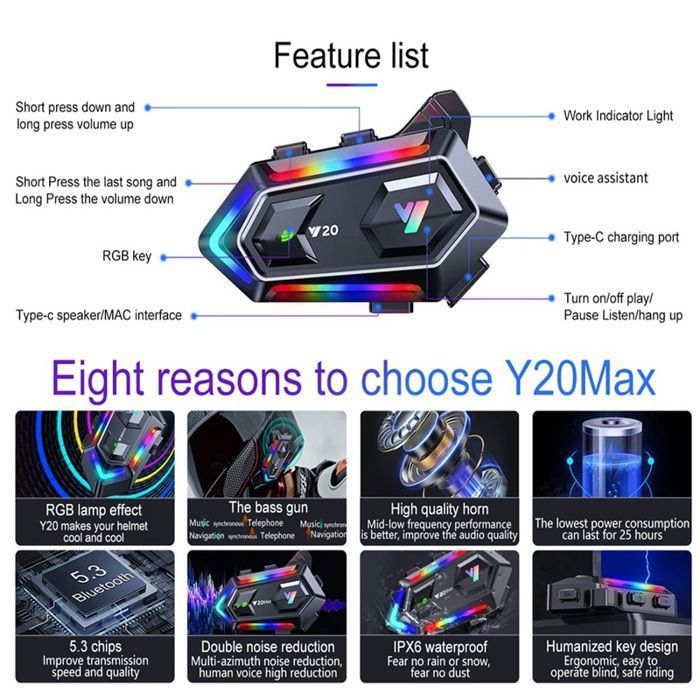 Feature list
Short press down and
long press volume up
Work Indicator Light
Short Press the last song and
Long Press the volume down
voice assistant
RGB key
Type-C charging port
Type-c speaker/MAC interface
Turn on/off play/
Pause Listen/hang up
Y20
Eight reasons to choose Y20Max
RGB lamp effect
Y20 makes your helmet
cool and cool
The bass gun
Music synchronous Telephone Music synchron
Navigation synchronous Telephone Navigation
High quality horn
Mid-low frequency performance
is better, improve the audio quality
The lowest power consumption
can last for 25 hours
5.3
Bluetooth
5.3 chips
Improve transmission
speed and quality
Y20Max
Double noise reduction
Multi-azimuth noise reduction,
human voice high reduction
Y20Max
IPX6 waterproof
Fear no rain or snow,
fear no dust
Humanized key design
Ergonomic, easy to
operate blind, safe riding